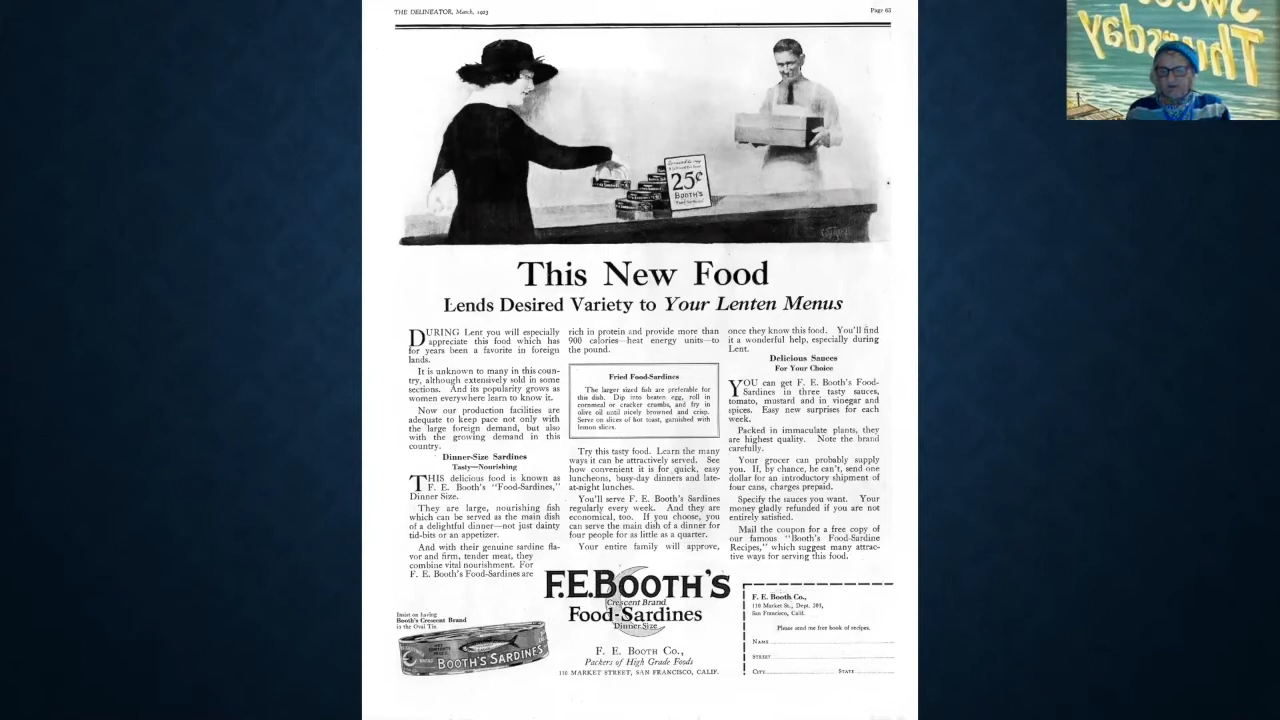 THE DELINEATOR, March, 1923
Page 63
Sweet
Thursday
25¢
BOOTH'S
This New Food
Lends Desired Variety to Your Lenten Menus
DURING Lent you will especially
appreciate this food which has
for years been a favorite in foreign
lands.
It is unknown to many in this coun-
try, although extensively sold in some
sections. And its popularity grows as
women everywhere learn to know it.
Now our production facilities are
adequate to keep pace not only with
the large foreign demand, but also
with the growing demand in this
country.
Dinner-Size Sardines
Tasty—Nourishing
THIS delicious food is known as
F. E. Booth's "Food-Sardines,"
Dinner Size.
They are large, nourishing fish
which can be served as the main dish
of a delightful dinner—not just dainty
tid-bits or an appetizer.
And with their genuine sardine fla-
vor and firm, tender meat, they
combine vital nourishment. For
F. E. Booth's Food-Sardines are
rich in protein and provide more than
900 calories—heat energy units—to
the pound.
Fried Food-Sardines
The larger sized fish are preferable for
this dish. Dip into beaten egg, roll in
cornmeal or cracker crumbs, and fry in
olive oil until nicely browned and crisp.
Serve on slices of hot toast, garnished with
lemon slices.
Try this tasty food. Learn the many
ways it can be attractively served. See
how convenient it is for quick, easy
luncheons, busy-day dinners and late-
at-night lunches.
You'll serve F. E. Booth's Sardines
regularly every week. And they are
economical, too. If you choose, you
can serve the main dish of a dinner for
four people for as little as a quarter.
Your entire family will approve,
once they know this food. You'll find
it a wonderful help, especially during
Lent.
Delicious Sauces
For Your Choice
YOU can get F. E. Booth's Food-
Sardines in three tasty sauces,
tomato, mustard and in vinegar and
spices. Easy new surprises for each
week.
Packed in immaculate plants, they
are highest quality. Note the brand
carefully.
Your grocer can probably supply
you. If, by chance, he can't, send one
dollar for an introductory shipment of
four cans, charges prepaid.
Specify the sauces you want. Your
money gladly refunded if you are not
entirely satisfied.
Mail the coupon for a free copy of
our famous "Booth's Food-Sardine
Recipes," which suggest many attrac-
tive ways for serving this food.
Insist on having
Booth's Crescent Brand
in the Oval Tin
BOOTH'S SARDINES
F.E.BOOTH'S
Crescent Brand
Food-Sardines
Dinner Size
F. E. BOOTH CO.,
Packers of High Grade Foods
110 MARKET STREET, SAN FRANCISCO, CALIF.
F. E. Booth Co.,
110 Market St., Dept. 303,
San Francisco, Calif.
Please send me free book of recipes.
NAME
STREET
CITY STATE